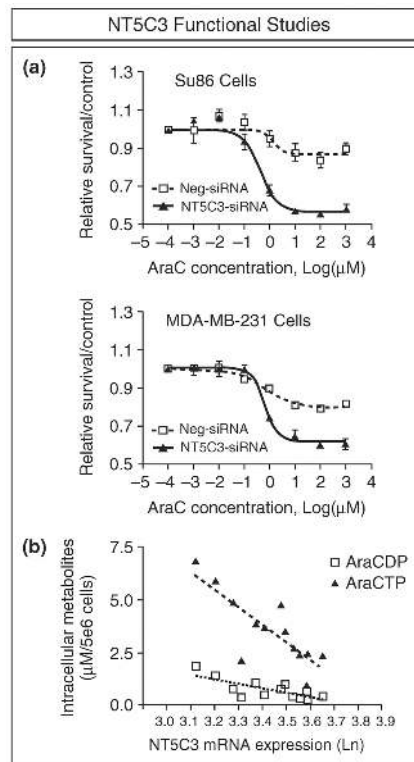 NT5C3 Functional Studies
(a)
Su86 Cells
Relative survival/control
1.3
1.1
0.9
0.7
0.5
Neg-siRNA
NT5C3-siRNA
−5 −4 −3 −2 −1 0 1 2 3 4
AraC concentration, Log(μM)
MDA-MB-231 Cells
Relative survival/control
1.3
1.1
0.9
0.7
0.5
Neg-siRNA
NT5C3-siRNA
−5 −4 −3 −2 −1 0 1 2 3 4
AraC concentration, Log(μM)
(b)
Intracellular metabolites
(μM/5e6 cells)
7.5
5.0
2.5
0.0
AraCDP
AraCTP
3.0 3.1 3.2 3.3 3.4 3.5 3.6 3.7 3.8 3.9
NT5C3 mRNA expression (Ln)